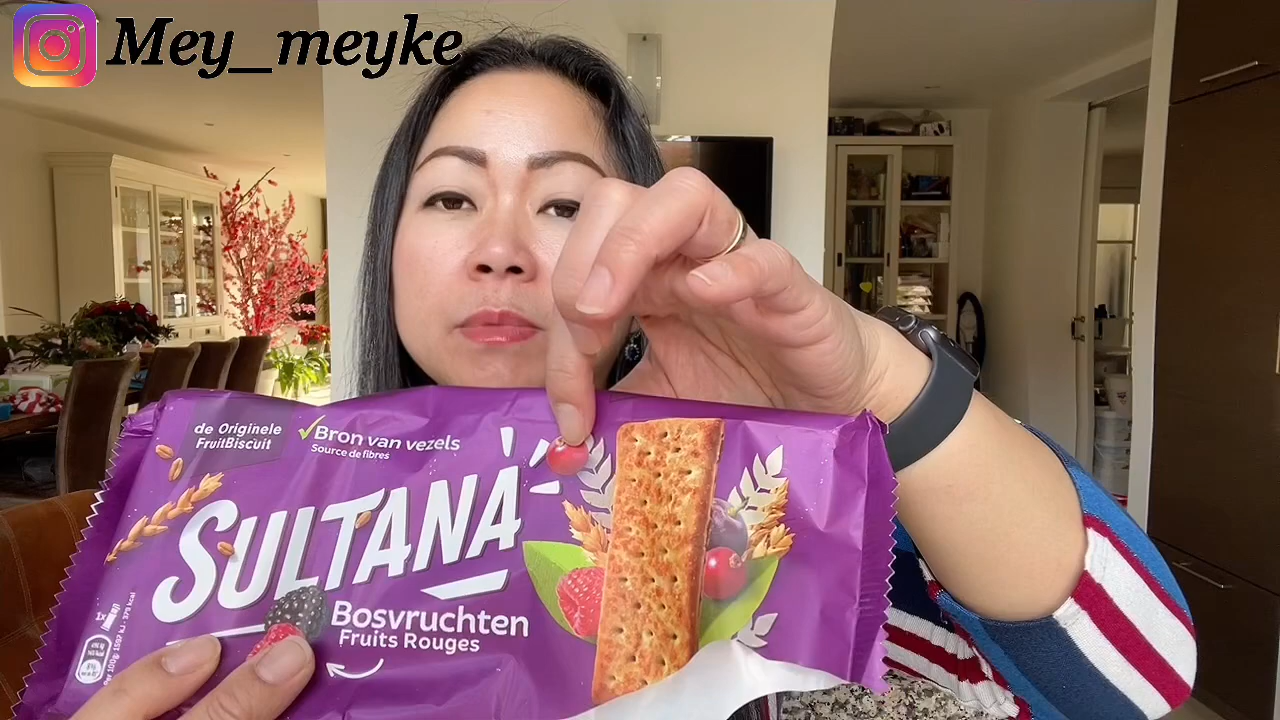 Mey_meyke
de Originele
FruitBiscuit
Bron van vezels
Source de fibres
SULTANA
Bosvruchten
Fruits Rouges